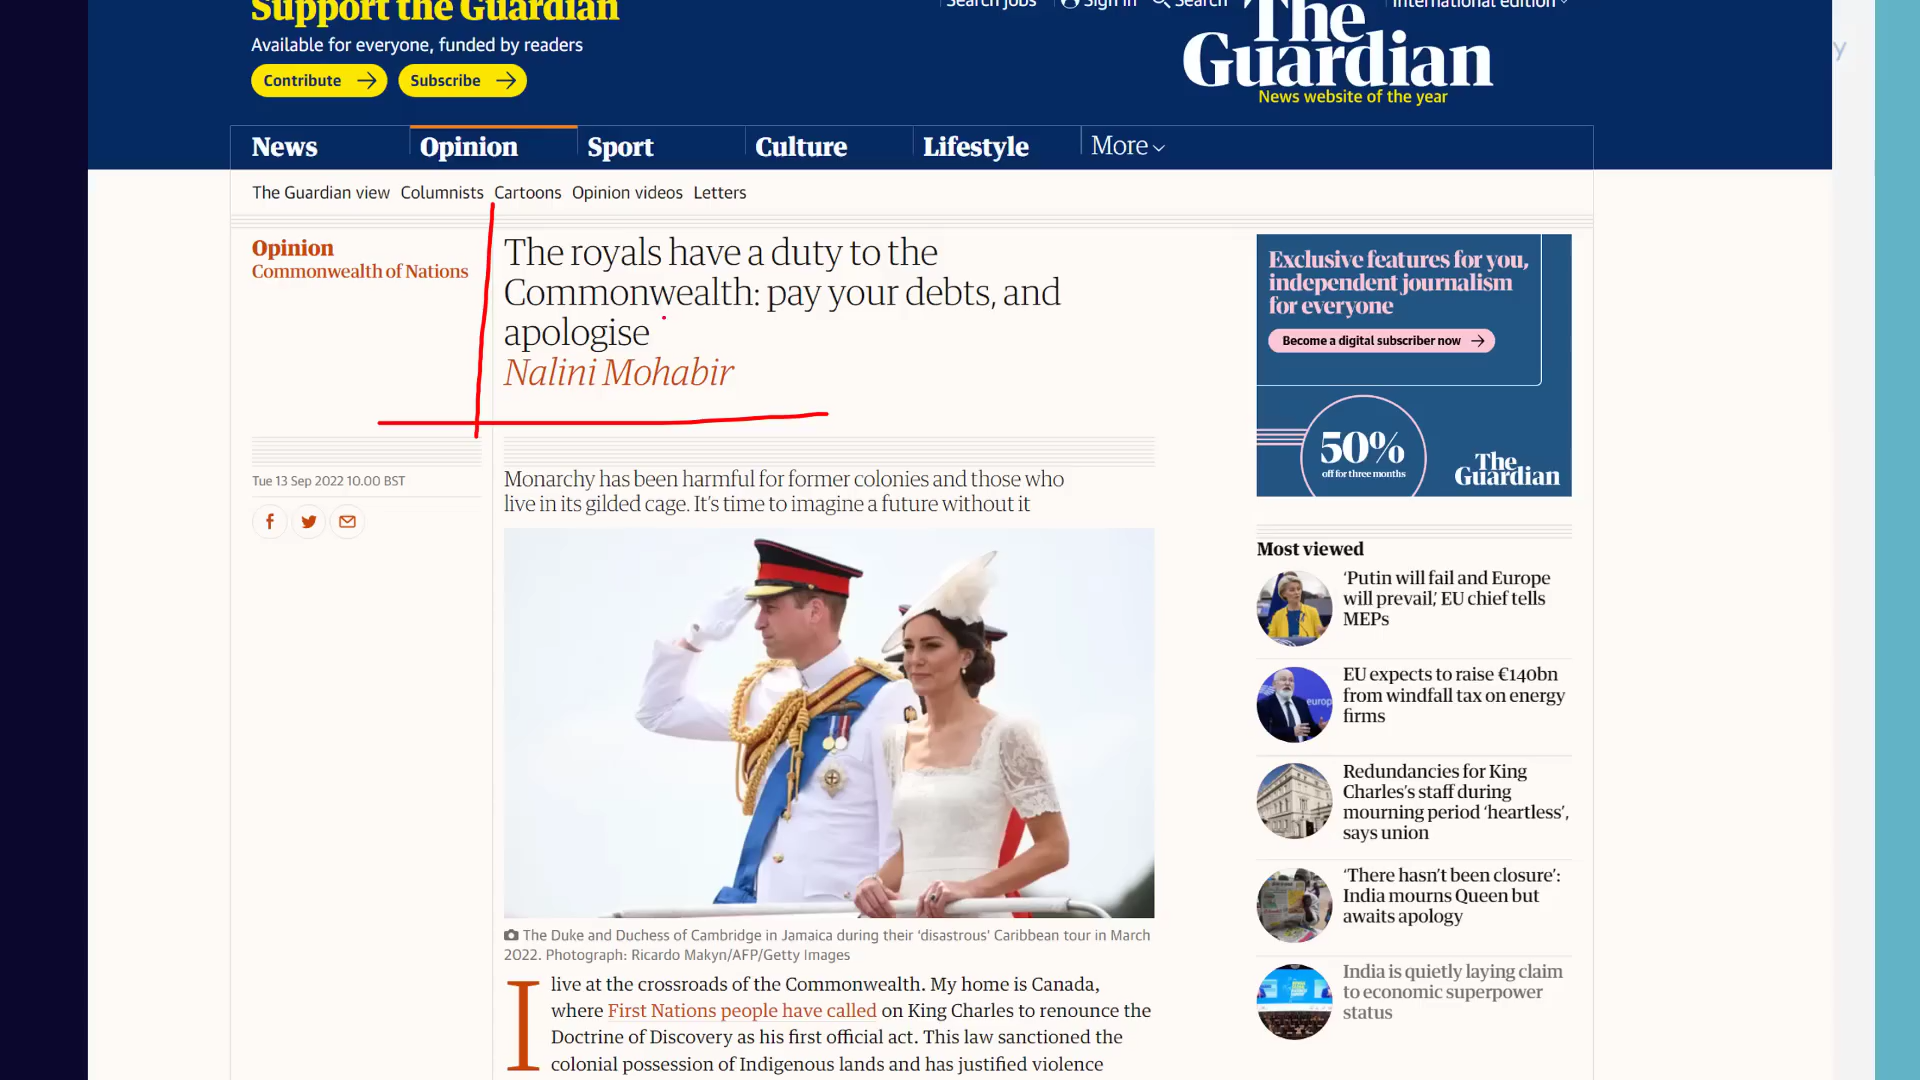 Support the Guardian
Available for everyone, funded by readers
Contribute
Subscribe
Search jobs
Sign in
Search
International edition
The
Guardian
News website of the year
News
Opinion
Sport
Culture
Lifestyle
More
The Guardian view
Columnists
Cartoons
Opinion videos
Letters
Opinion
Commonwealth of Nations
The royals have a duty to the
Commonwealth: pay your debts, and
apologise
Nalini Mohabir
Tue 13 Sep 2022 10.00 BST
Monarchy has been harmful for former colonies and those who
live in its gilded cage. It's time to imagine a future without it
The Duke and Duchess of Cambridge in Jamaica during their 'disastrous' Caribbean tour in March
2022. Photograph: Ricardo Makyn/AFP/Getty Images
I live at the crossroads of the Commonwealth. My home is Canada,
where First Nations people have called on King Charles to renounce the
Doctrine of Discovery as his first official act. This law sanctioned the
colonial possession of Indigenous lands and has justified violence
Exclusive features for you,
independent journalism
for everyone
Become a digital subscriber now
50%
off for three months
The
Guardian
Most viewed
'Putin will fail and Europe
will prevail,' EU chief tells
MEPs
EU expects to raise €140bn
from windfall tax on energy
firms
Redundancies for King
Charles's staff during
mourning period 'heartless',
says union
'There hasn't been closure':
India mourns Queen but
awaits apology
India is quietly laying claim
to economic superpower
status
y